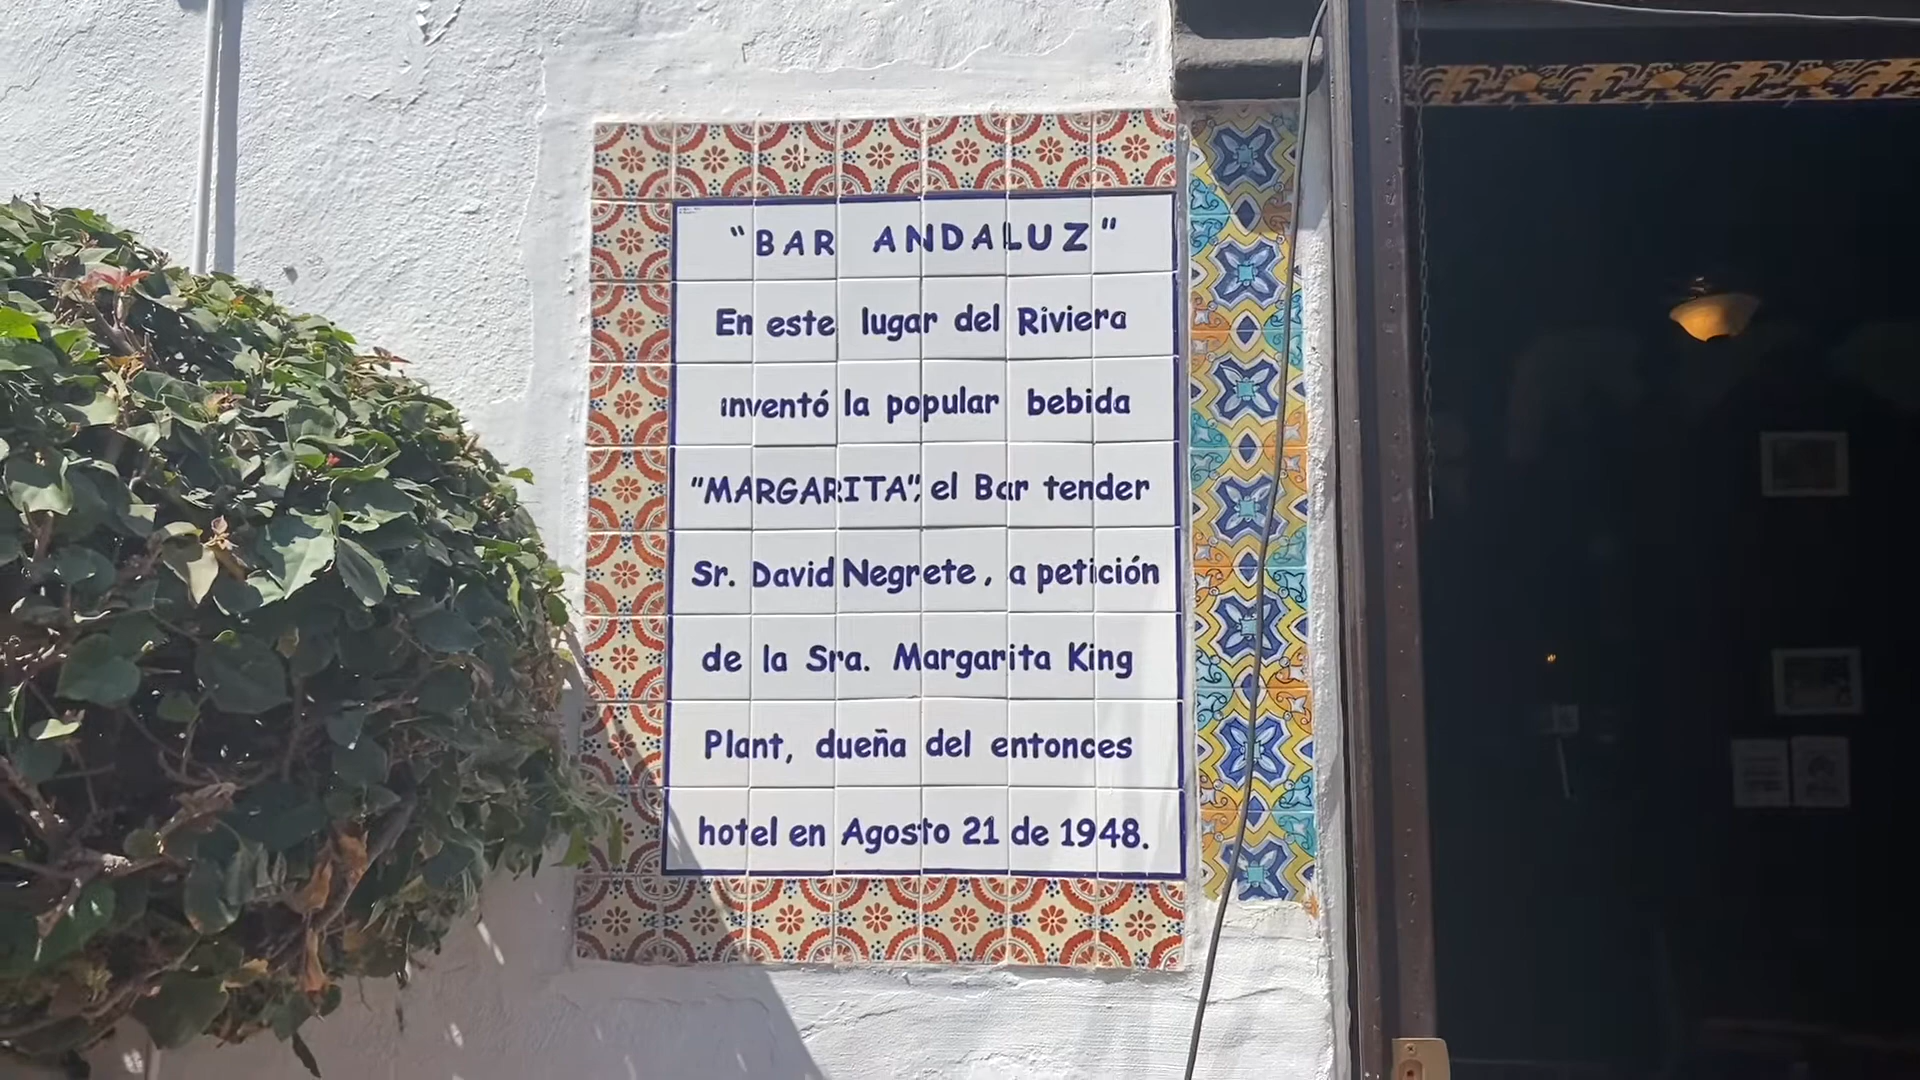 "BAR ANDALUZ"
En este lugar del Riviera
inventó la popular bebida
"MARGARITA", el Bar tender
Sr. David Negrete, a petición
de la Sra. Margarita King
Plant, dueña del entonces
hotel en Agosto 21 de 1948.